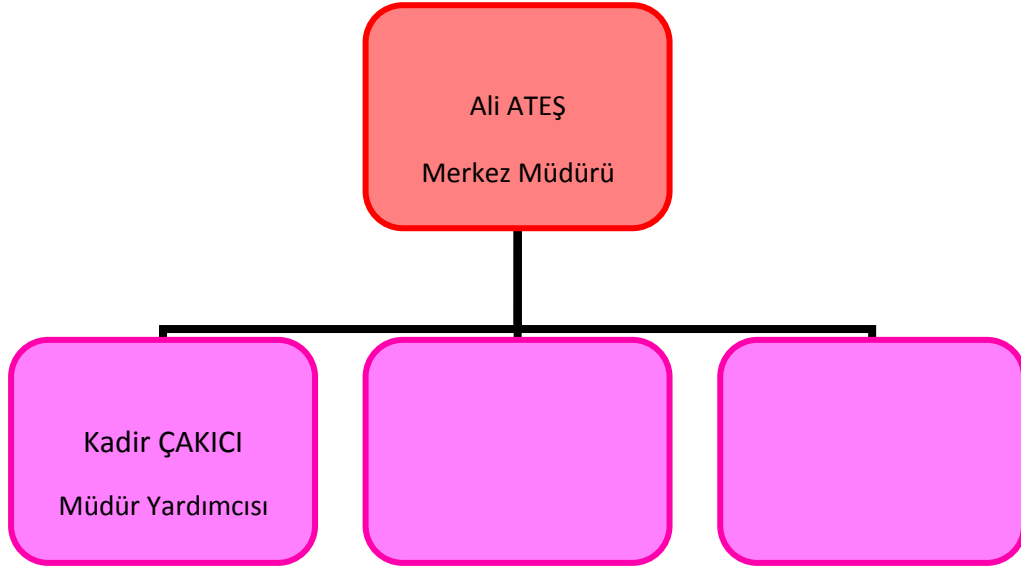 Ali ATEŞ
Merkez Müdürü
Kadir ÇAKICI
Müdür Yardımcısı